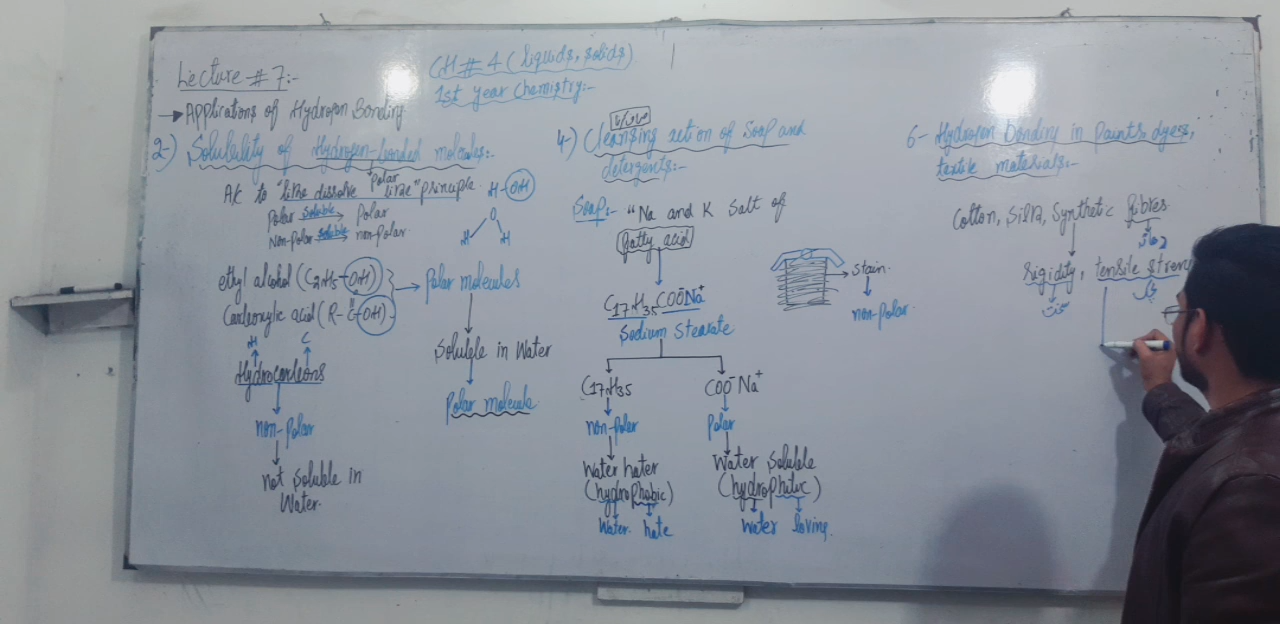 Lecture # 7:-
CH # 4 (liquids, solids)
1st year Chemistry:-
→ Applications of Hydrogen Bonding
2-) Solubility of Hydrogen-bonded molecules:-
A/c to "like dissolve like" principle.
Polar
H-OH
Polar soluble Polar
Non-Polar soluble non-polar.
O
H H
ethyl alcohol (C2H5-OH)
Carboxylic acid (R-C-OH)
O
→ Polar molecules
Soluble in Water
Polar molecule.
H C
Hydrocarbons
non-Polar
not soluble in
Water.
4-) Cleansing action of Soap and
detergents:-
Soap:- "Na and K salt of
fatty acid
C17H35COO⁻Na⁺
Sodium Stearate
C17H35 COO⁻Na⁺
non-Polar
Polar
Water hater
(hydrophobic)
Water. hate
Water Soluble
(hydrophilic)
Water loving.
→ Stain.
non-Polar.
6- Hydrogen Bonding in Paints, dyes,
textile materials:-
Cotton, Silk, Synthetic fibres
rigidity, tensile stren
سخت